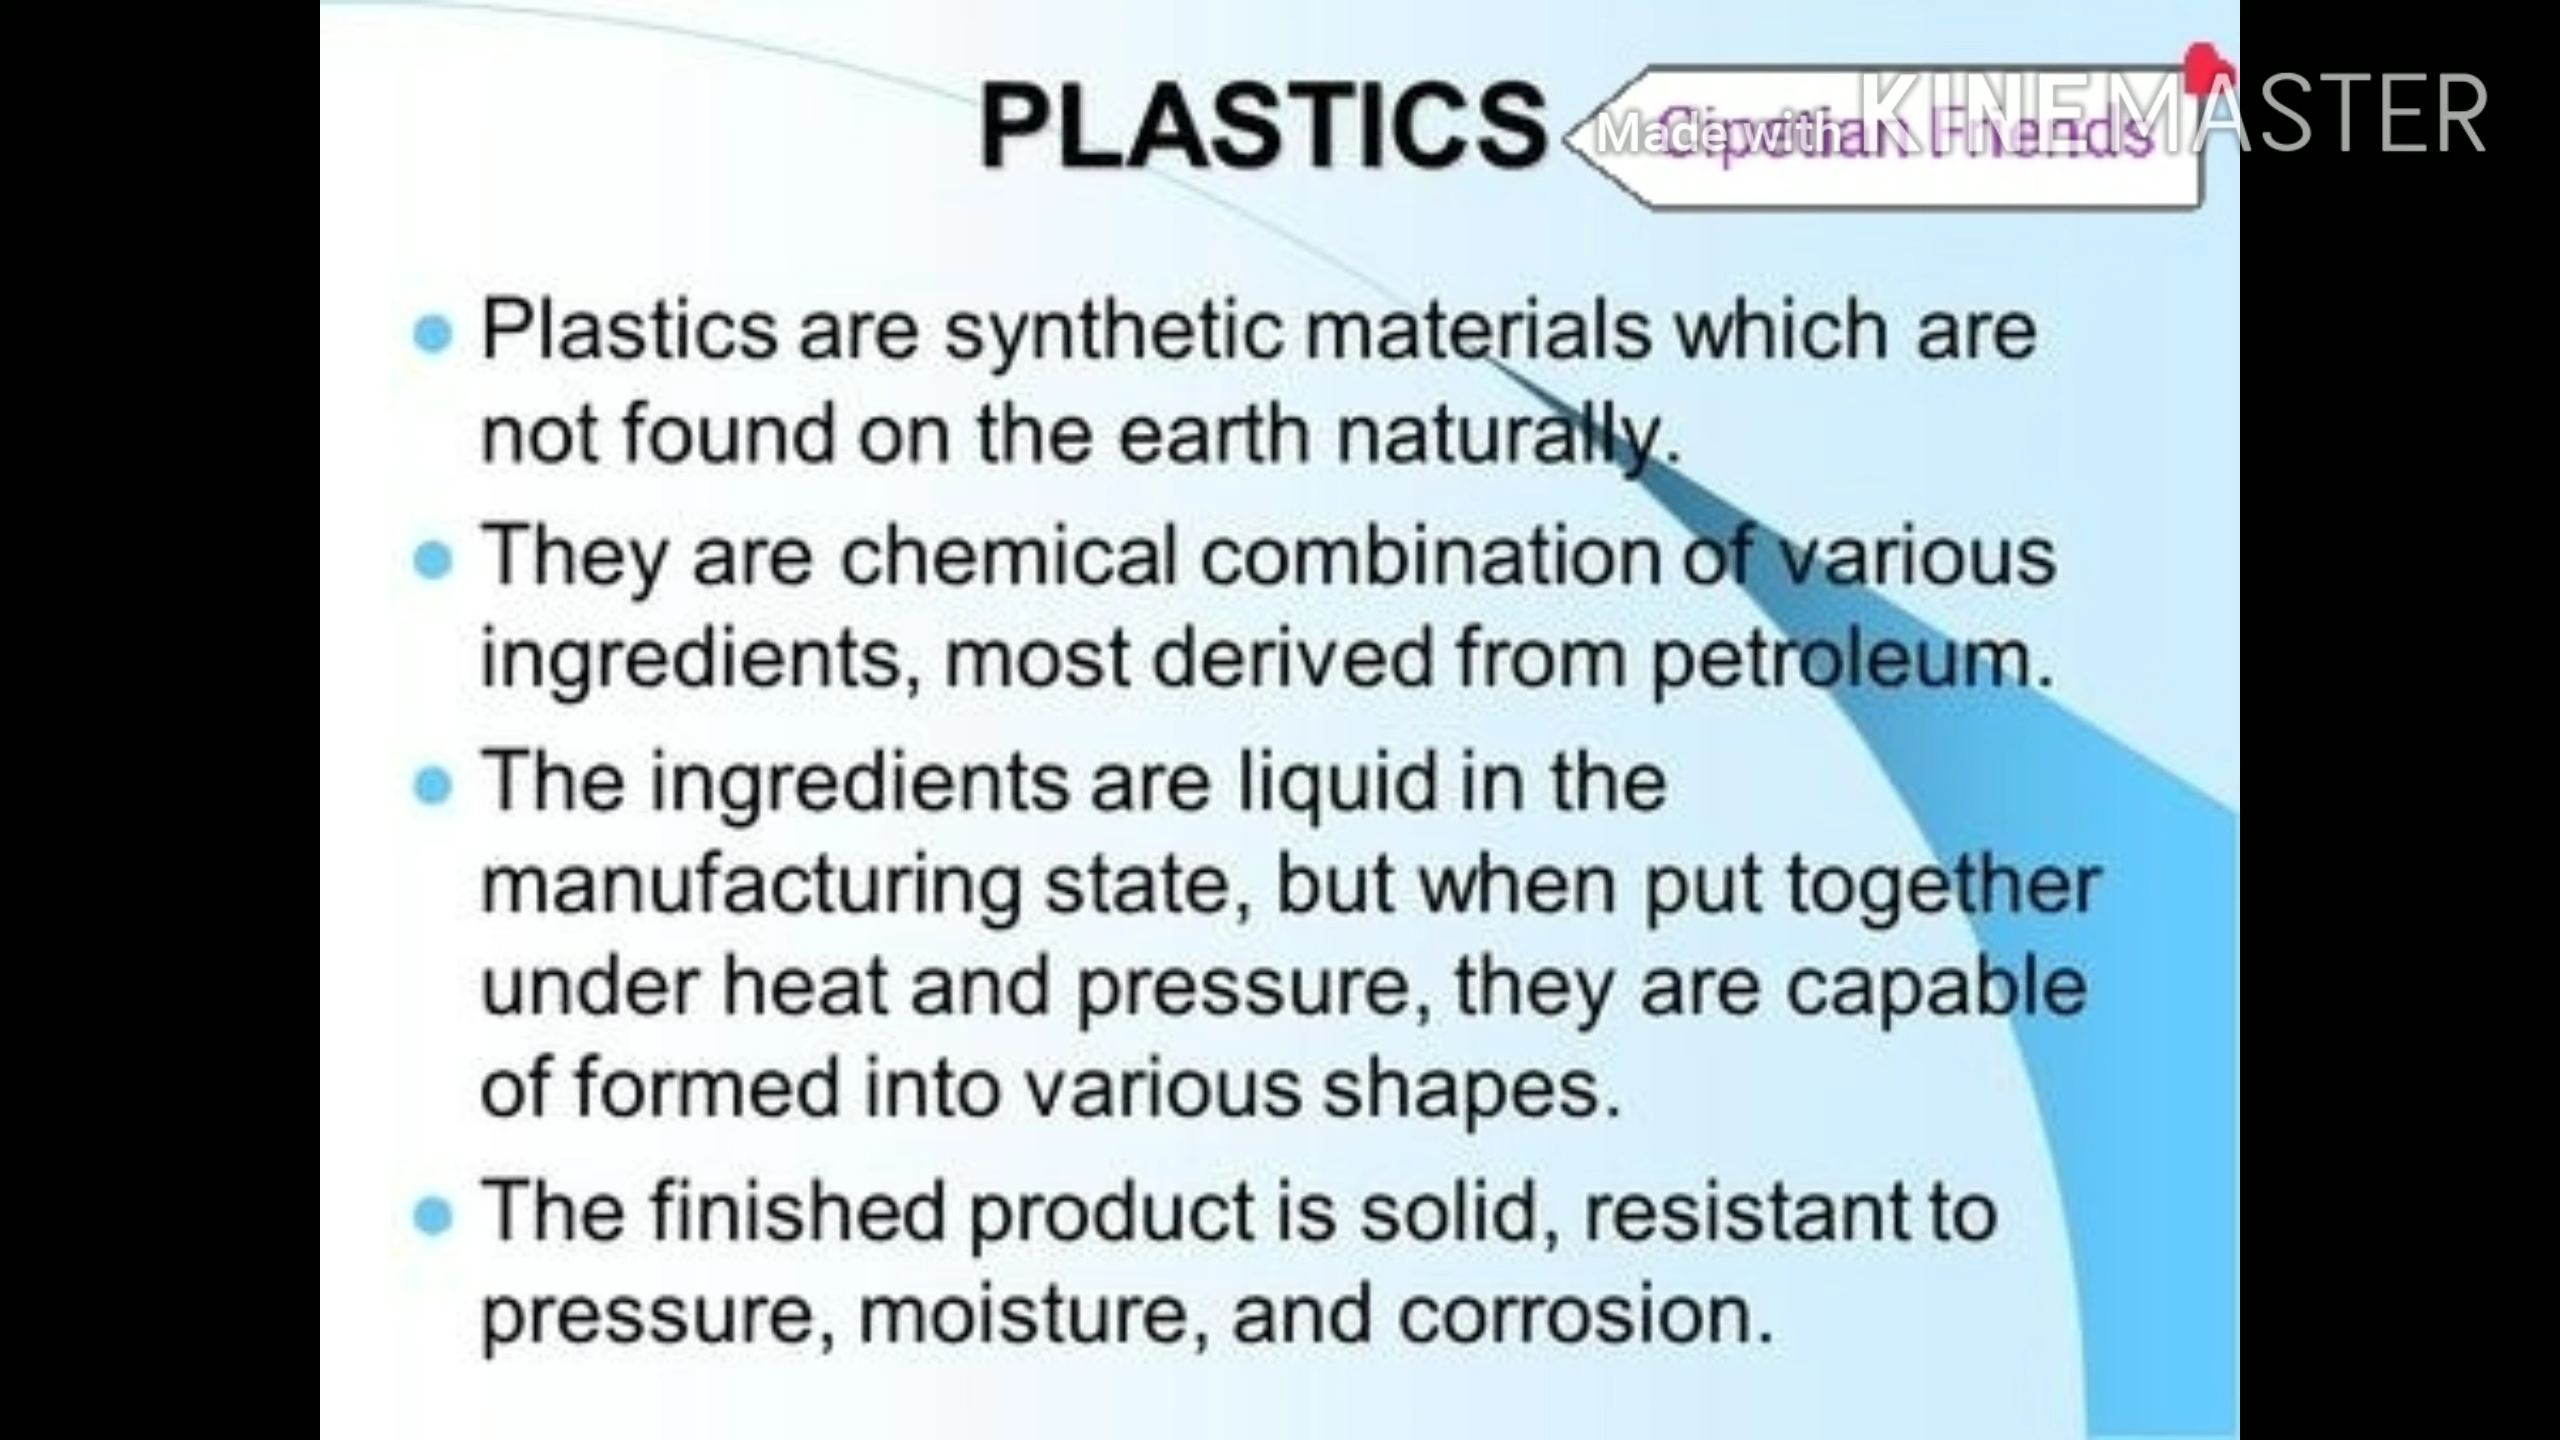 PLASTICS
Made with KINEMASTER
Cipetian Friends
Plastics are synthetic materials which are
not found on the earth naturally.
They are chemical combination of various
ingredients, most derived from petroleum.
The ingredients are liquid in the
manufacturing state, but when put together
under heat and pressure, they are capable
of formed into various shapes.
The finished product is solid, resistant to
pressure, moisture, and corrosion.